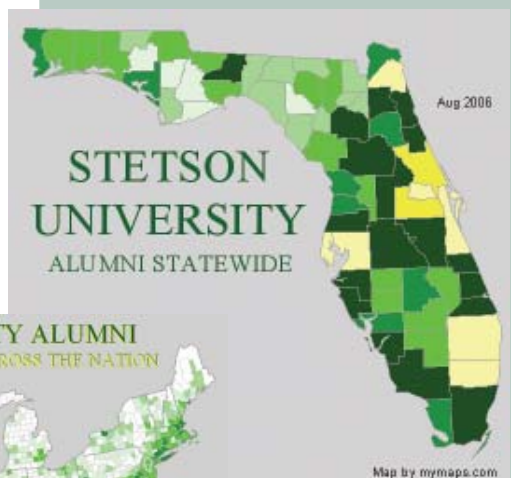 Aug 2006
STETSON
UNIVERSITY
ALUMNI STATEWIDE
TY ALUMNI
ROSS THE NATION
Map by mymaps.com